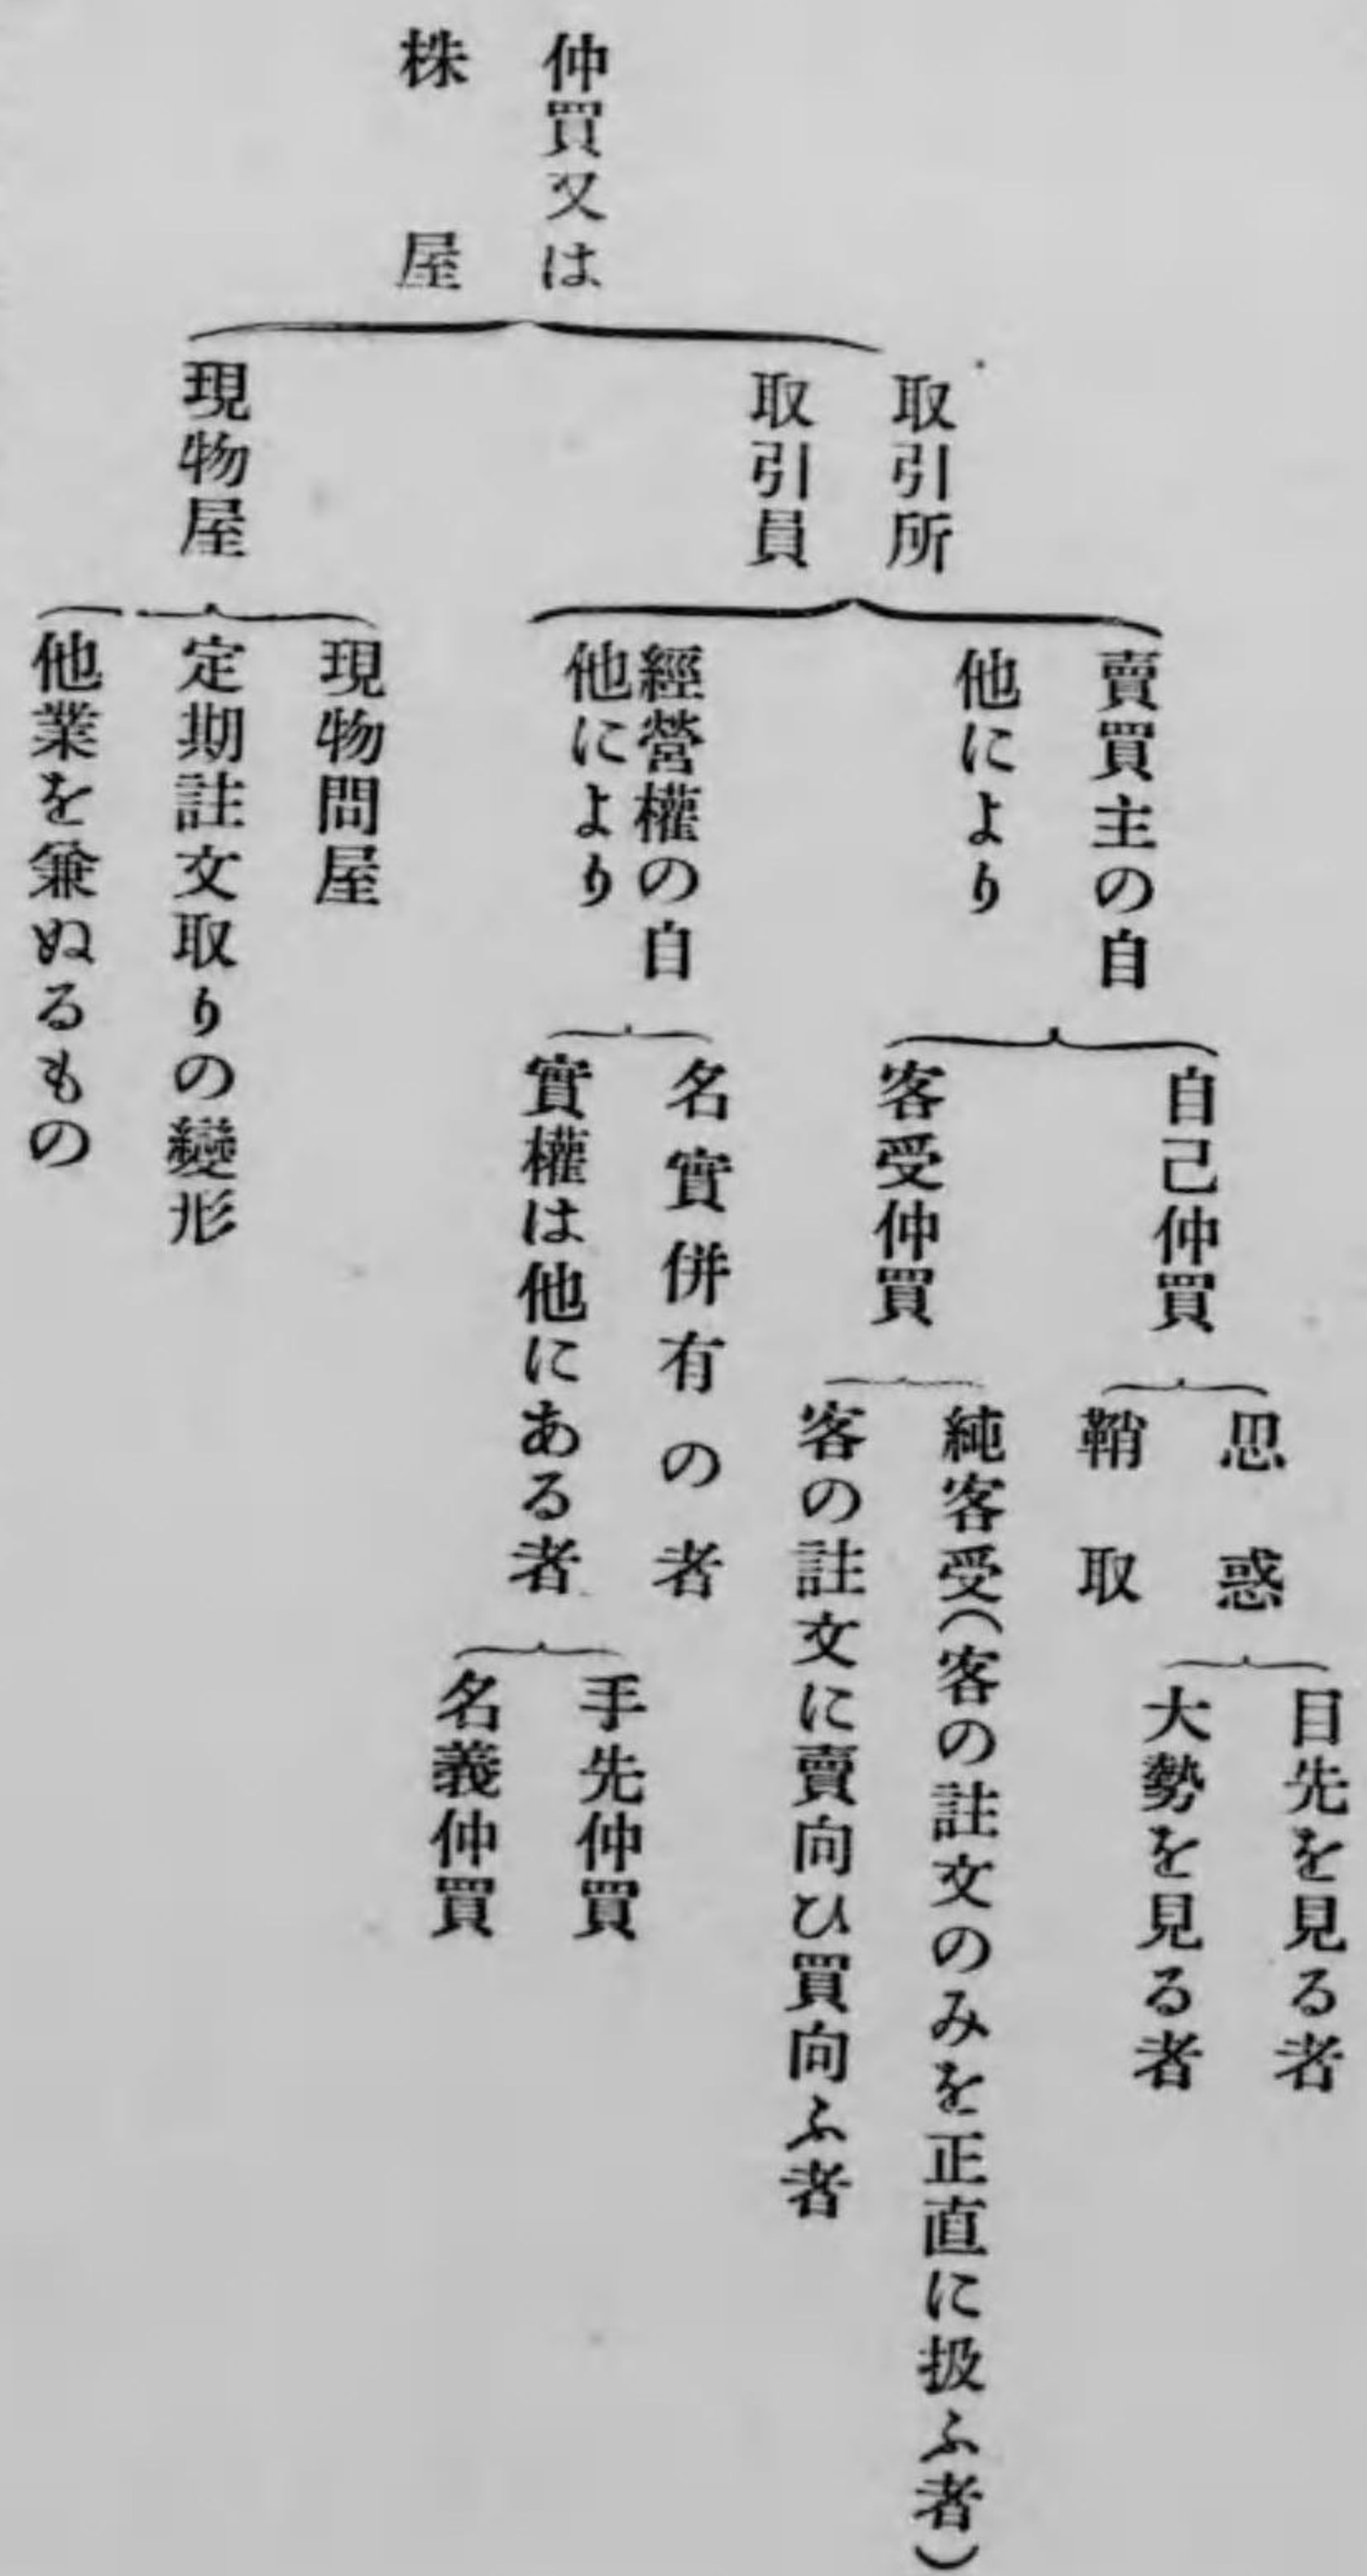 仲買又は
株屋
取引所
取引員
賣買主の自
他により
自己仲買
思惑
目先を見る者
大勢を見る者
鞘取
客受仲買
純客受(客の註文のみを正直に扱ふ者)
客の註文に賣向ひ買向ふ者
經營權の自
他により
名實併有の者
實權は他にある者
手先仲買
名義仲買
現物屋
現物問屋
定期註文取りの變形
他業を兼ぬるもの